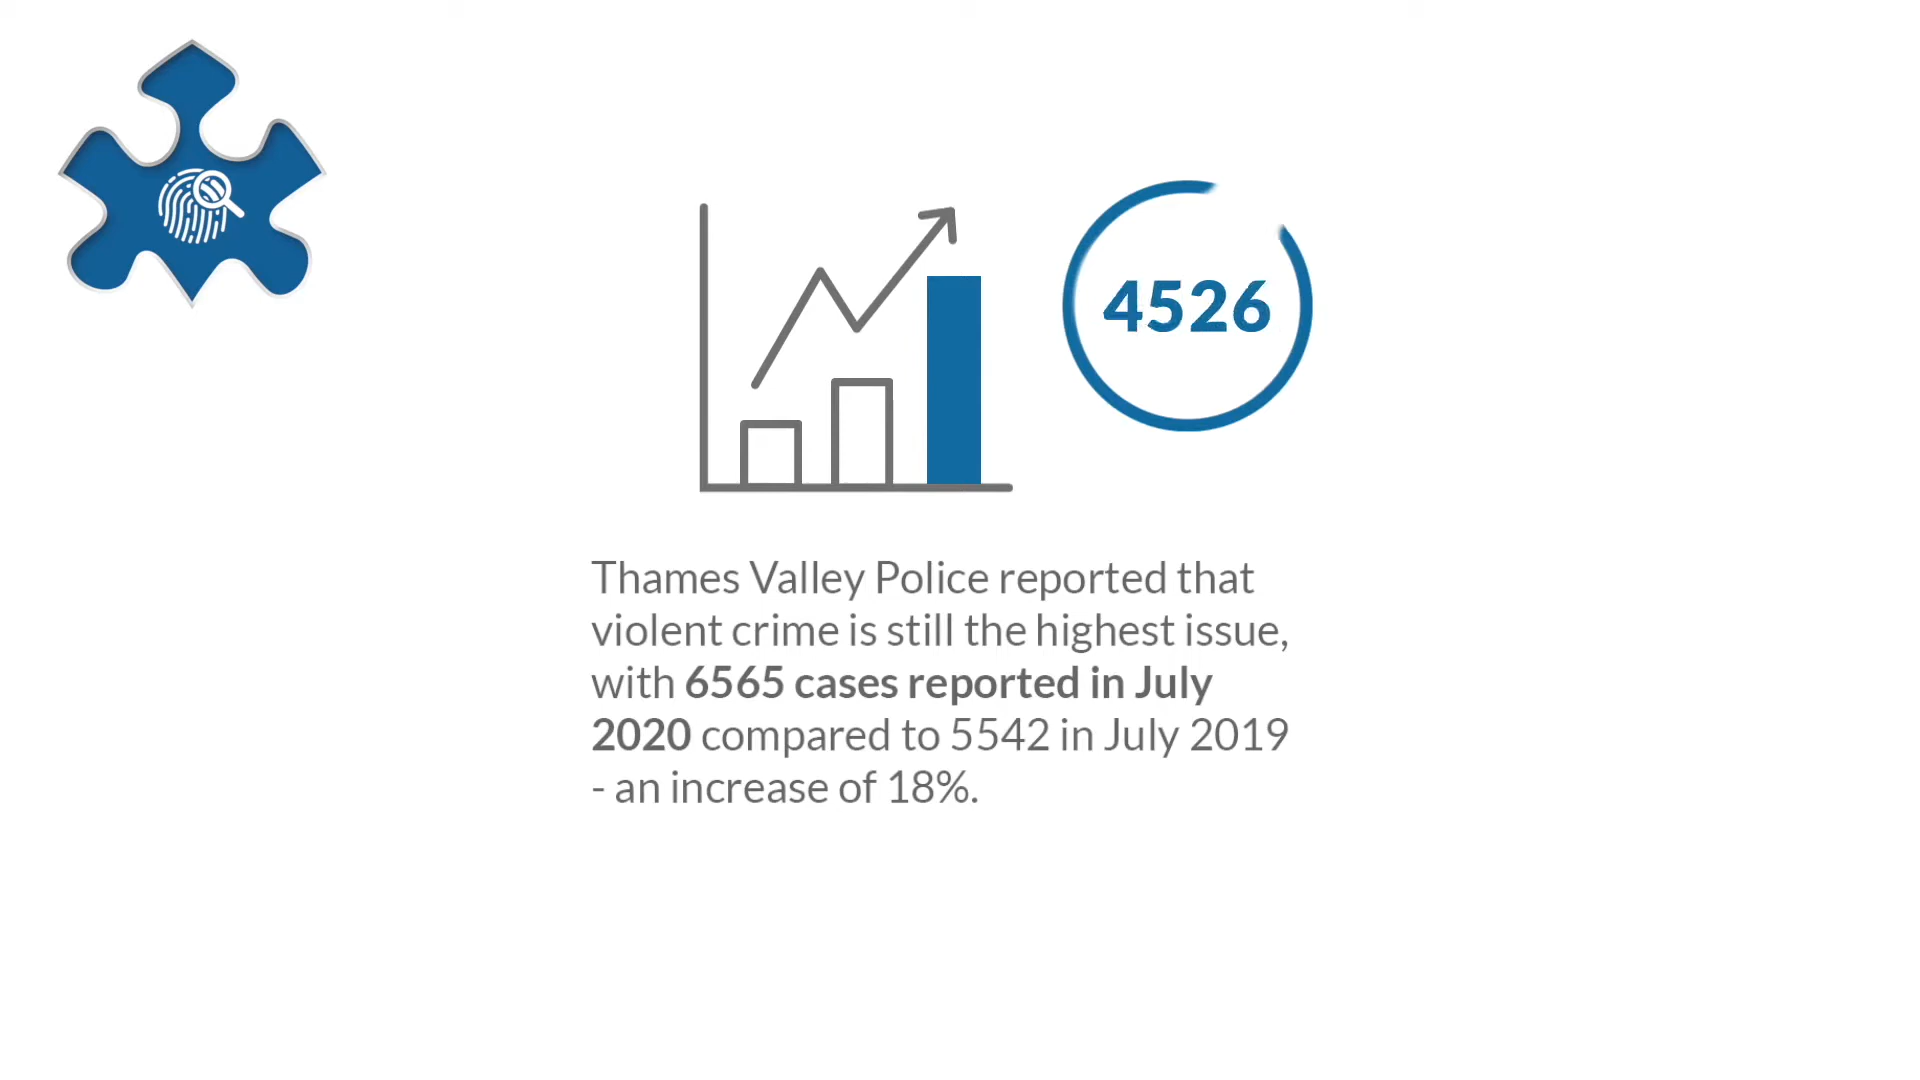 4526
Thames Valley Police reported that
violent crime is still the highest issue,
with 6565 cases reported in July
2020 compared to 5542 in July 2019
- an increase of 18%.